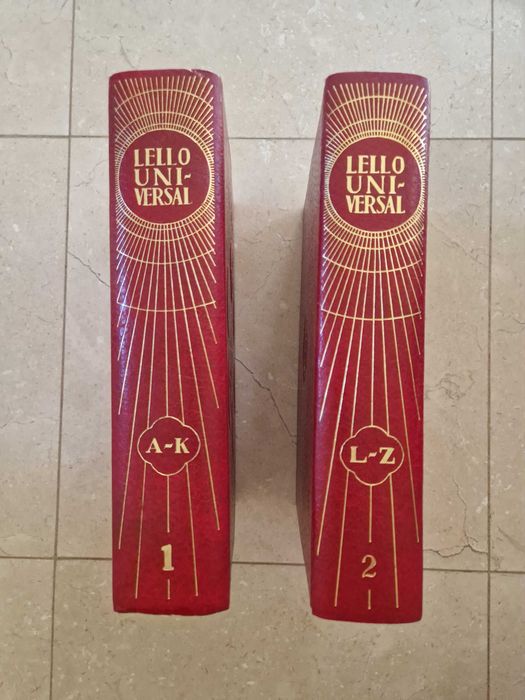 LELLO
UNI-
VERSAL
A-K
1
LELLO
UNI-
VERSAL
L-Z
2